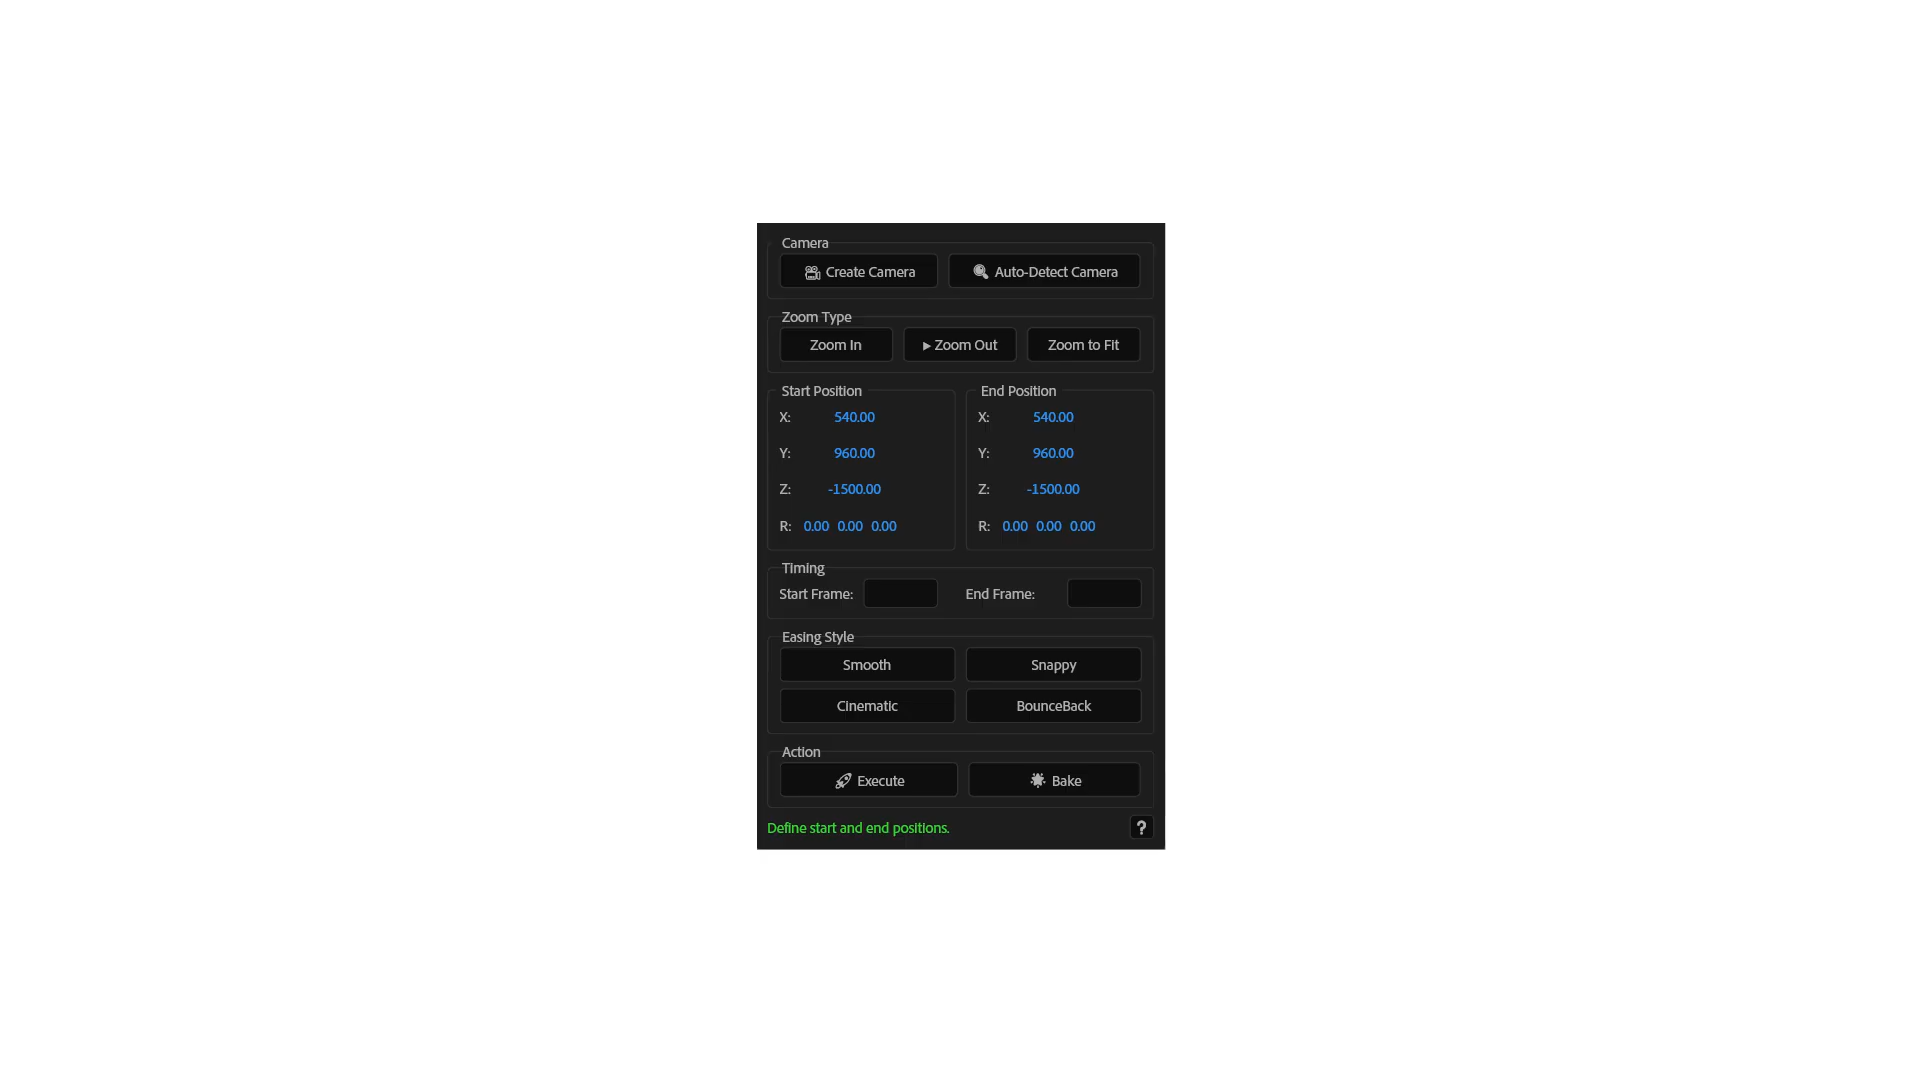 Camera
Create Camera
Auto-Detect Camera
Zoom Type
Zoom In
▶ Zoom Out
Zoom to Fit
Start Position
X: 540.00
Y: 960.00
Z: -1500.00
R: 0.00 0.00 0.00
End Position
X: 540.00
Y: 960.00
Z: -1500.00
R: 0.00 0.00 0.00
Timing
Start Frame:
End Frame:
Easing Style
Smooth
Snappy
Cinematic
BounceBack
Action
Execute
Bake
Define start and end positions.
?